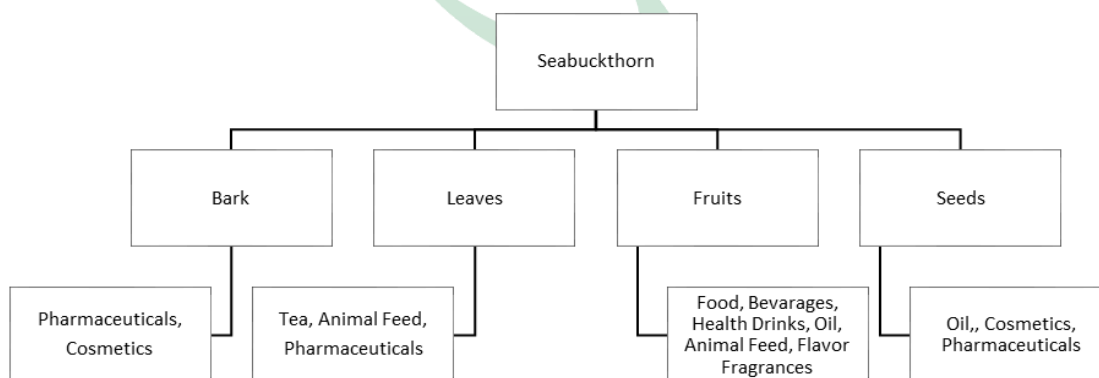 Seabuckthorn
Bark
Leaves
Fruits
Seeds
Pharmaceuticals,
Cosmetics
Tea, Animal Feed,
Pharmaceuticals
Food, Bevarages,
Health Drinks, Oil,
Animal Feed, Flavor
Fragrances
Oil,, Cosmetics,
Pharmaceuticals